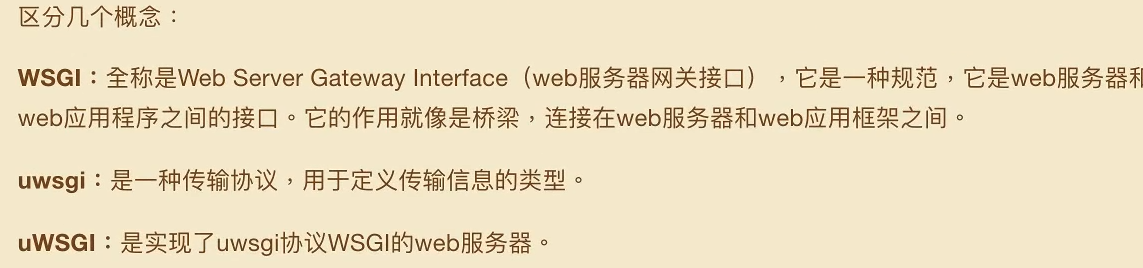 区分几个概念：
WSGI：全称是Web Server Gateway Interface（web服务器网关接口），它是一种规范，它是web服务器和
web应用程序之间的接口。它的作用就像是桥梁，连接在web服务器和web应用框架之间。
uwsgi：是一种传输协议，用于定义传输信息的类型。
uWSGI：是实现了uwsgi协议WSGI的web服务器。